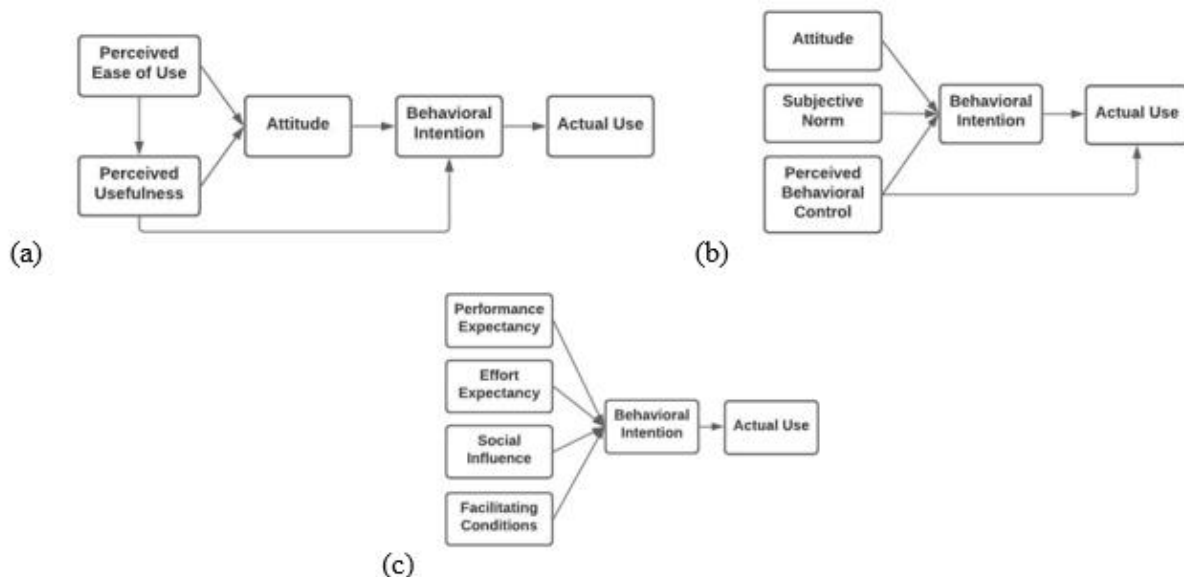 Perceived
Ease of Use
Perceived
Usefulness
Attitude
Behavioral
Intention
Actual Use
(a)
Attitude
Subjective
Norm
Perceived
Behavioral
Control
Behavioral
Intention
Actual Use
(b)
Performance
Expectancy
Effort
Expectancy
Social
Influence
Facilitating
Conditions
Behavioral
Intention
Actual Use
(c)